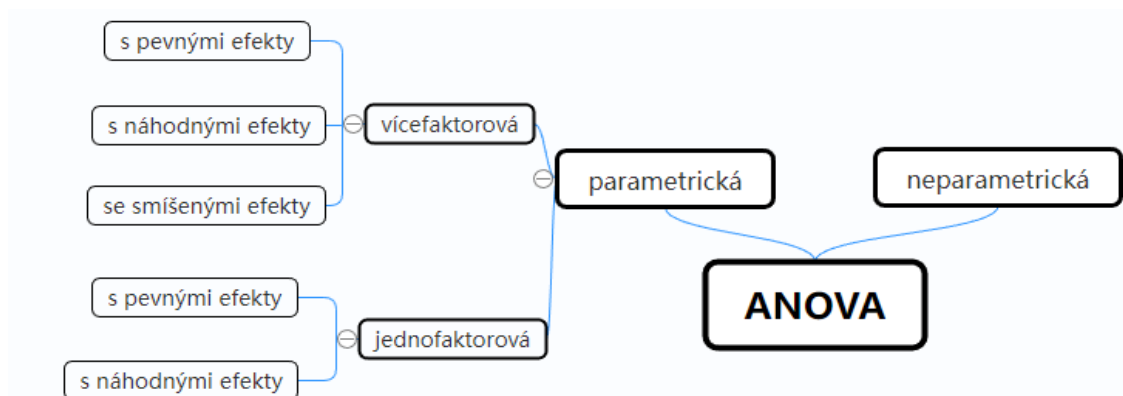 s pevnými efekty
s náhodnými efekty
se smíšenými efekty
vícefaktorová
parametrická
neparametrická
ANOVA
s pevnými efekty
s náhodnými efekty
jednofaktorová